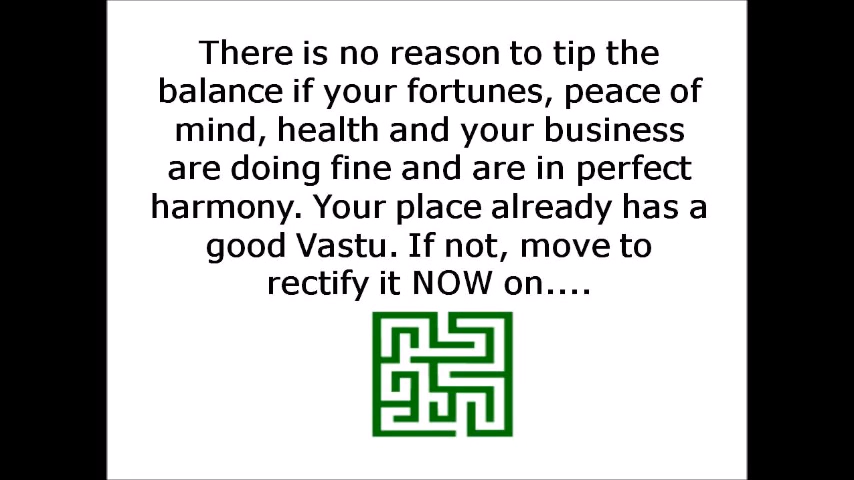 There is no reason to tip the
balance if your fortunes, peace of
mind, health and your business
are doing fine and are in perfect
harmony. Your place already has a
good Vastu. If not, move to
rectify it NOW on....